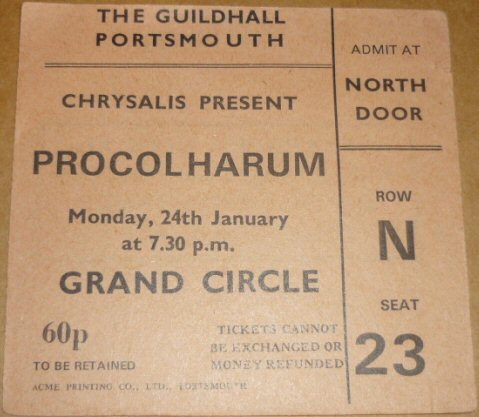 THE GUILDHALL
PORTSMOUTH
CHRYSALIS PRESENT
PROCOLHARUM
Monday, 24th January
at 7.30 p.m.
GRAND CIRCLE
60p
TO BE RETAINED
TICKETS CANNOT
BE EXCHANGED OR
MONEY REFUNDED
ACME PRINTING CO., LTD., PORTSMOUTH
ADMIT AT
NORTH
DOOR
ROW
N
SEAT
23